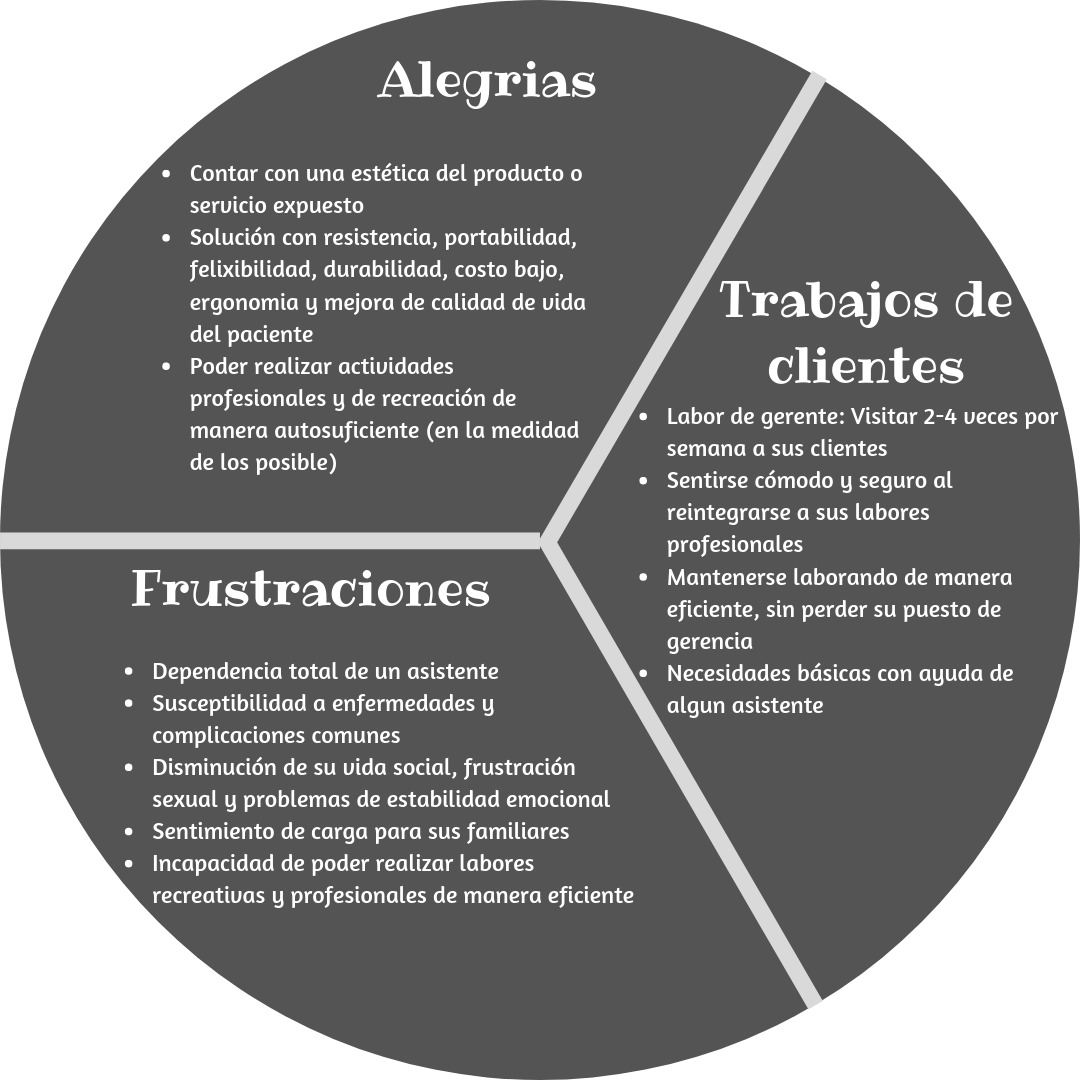 Alegrias
• Contar con una estética del producto o
servicio expuesto
• Solución con resistencia, portabilidad,
felixibilidad, durabilidad, costo bajo,
ergonomia y mejora de calidad de vida
del paciente
• Poder realizar actividades
profesionales y de recreación de
manera autosuficiente (en la medidad
de los posible)
Trabajos de
clientes
• Labor de gerente: Visitar 2-4 veces por
semana a sus clientes
• Sentirse cómodo y seguro al
reintegrarse a sus labores
profesionales
• Mantenerse laborando de manera
eficiente, sin perder su puesto de
gerencia
• Necesidades básicas con ayuda de
algun asistente
Frustraciones
• Dependencia total de un asistente
• Susceptibilidad a enfermedades y
complicaciones comunes
• Disminución de su vida social, frustración
sexual y problemas de estabilidad emocional
• Sentimiento de carga para sus familiares
• Incapacidad de poder realizar labores
recreativas y profesionales de manera eficiente